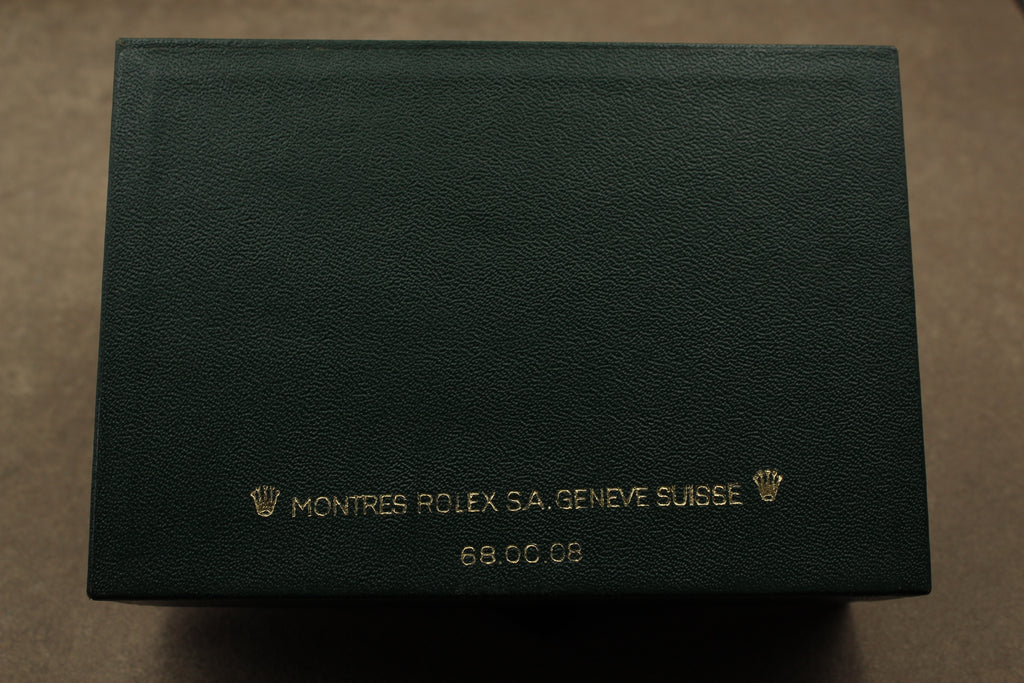 MONTRES ROLEX S.A. GENEVE SUISSE
68.00.08